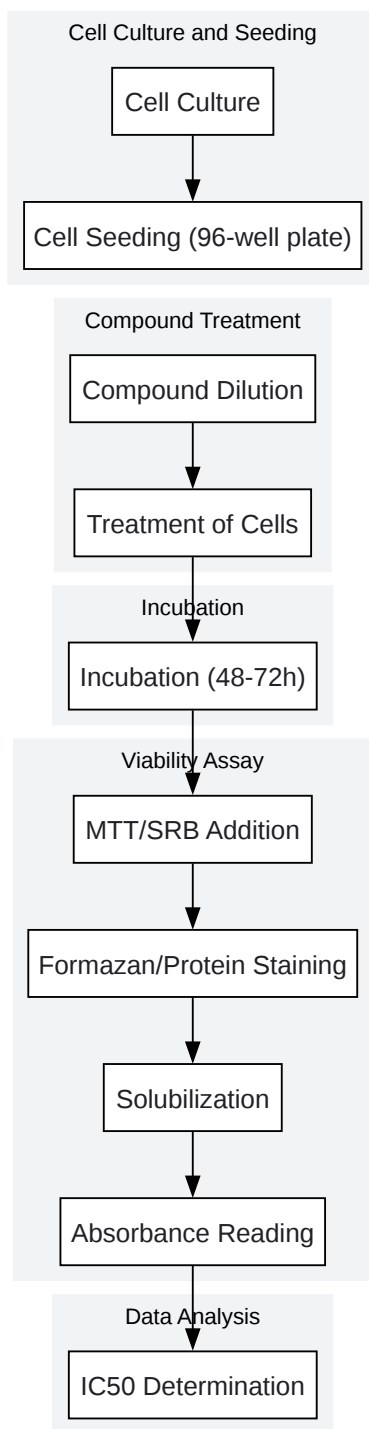 Cell Culture and Seeding
Cell Culture
Cell Seeding (96-well plate)
Compound Treatment
Compound Dilution
Treatment of Cells
Incubation
Incubation (48-72h)
Viability Assay
MTT/SRB Addition
Formazan/Protein Staining
Solubilization
Absorbance Reading
Data Analysis
IC50 Determination